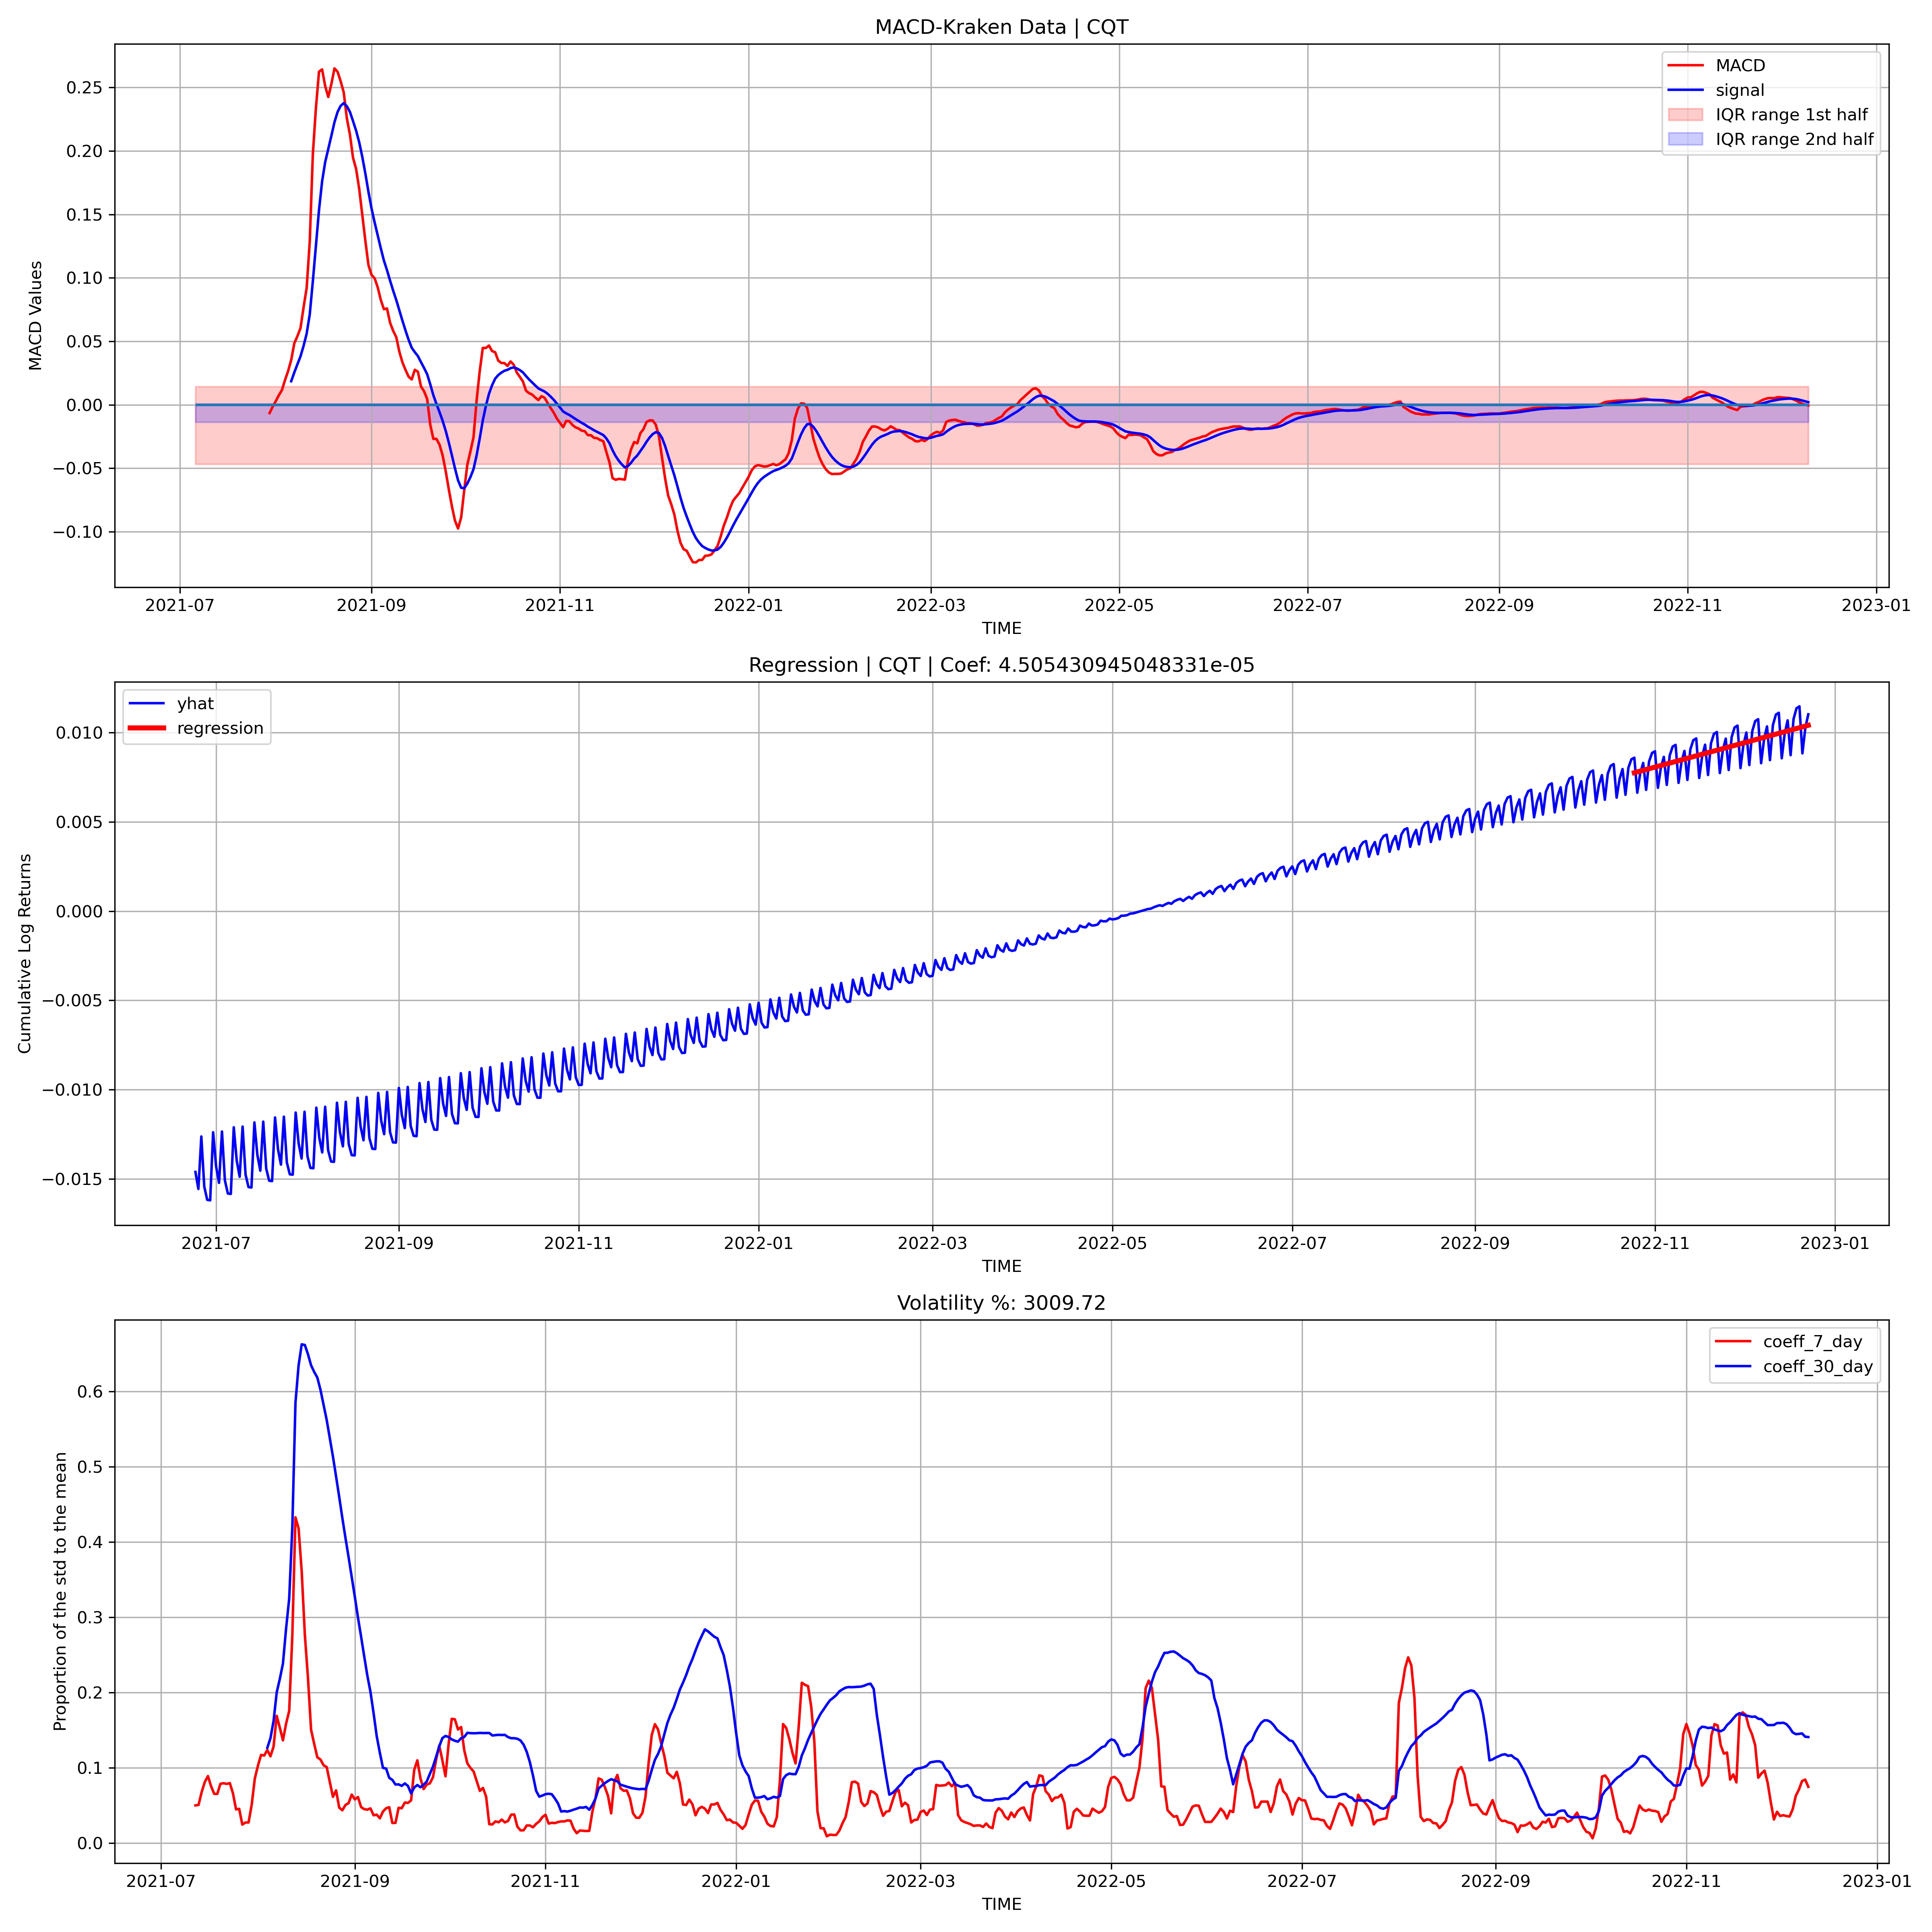 MACD-Kraken Data | CQT
MACD
signal
IQR range 1st half
IQR range 2nd half
MACD Values
0.25
0.20
0.15
0.10
0.05
0.00
−0.05
−0.10
2021-07 2021-09 2021-11 2022-01 2022-03 2022-05 2022-07 2022-09 2022-11 2023-01
TIME
Regression | CQT | Coef: 4.505430945048331e-05
yhat
regression
Cumulative Log Returns
0.010
0.005
0.000
−0.005
−0.010
−0.015
2021-07 2021-09 2021-11 2022-01 2022-03 2022-05 2022-07 2022-09 2022-11 2023-01
TIME
Volatility %: 3009.72
coeff_7_day
coeff_30_day
Proportion of the std to the mean
0.6
0.5
0.4
0.3
0.2
0.1
0.0
2021-07 2021-09 2021-11 2022-01 2022-03 2022-05 2022-07 2022-09 2022-11 2023-01
TIME